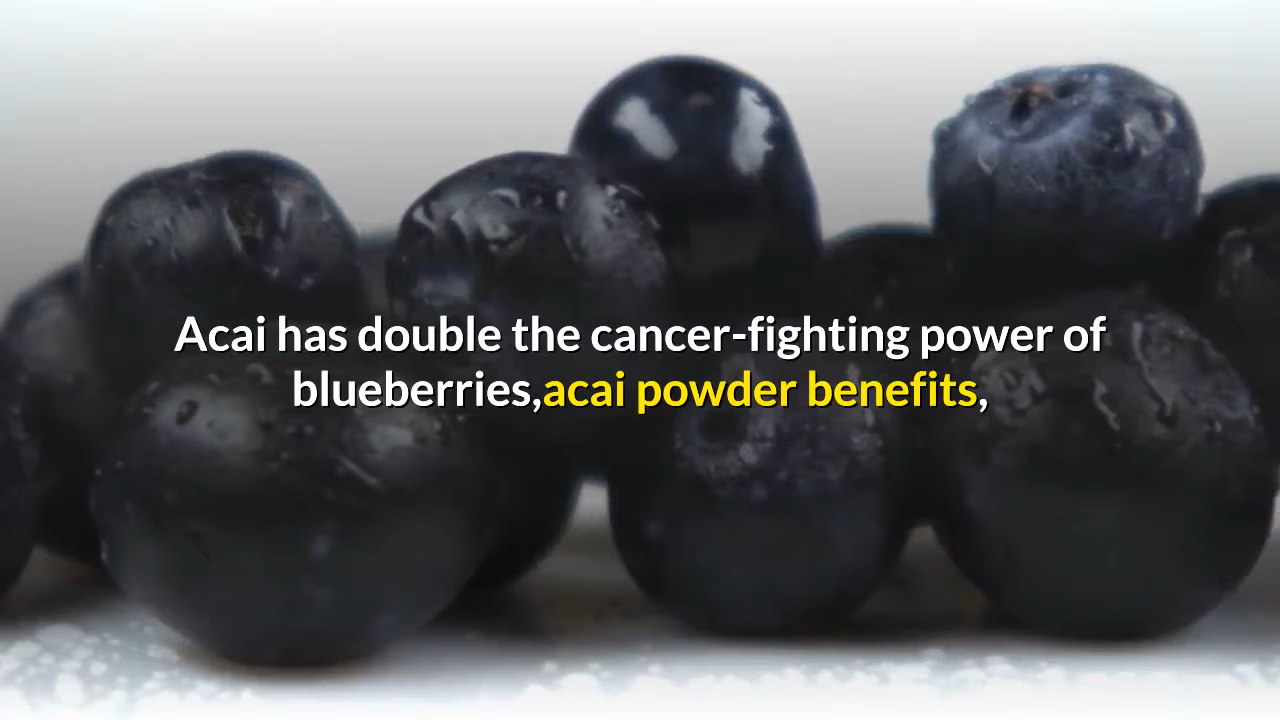 Acai has double the cancer-fighting power of
blueberries,acai powder benefits,